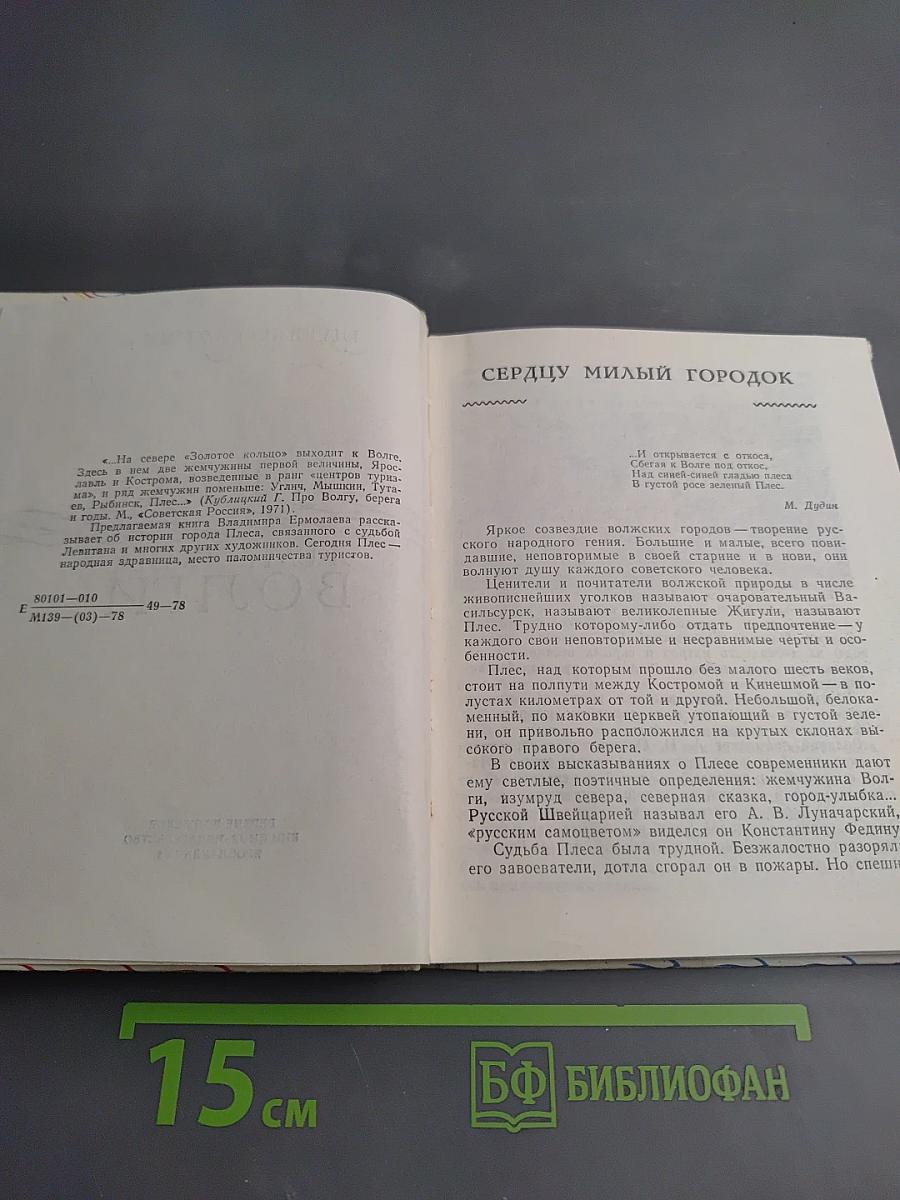 «...На севере «Золотое кольцо» выходит к Волге.
Здесь в нем две жемчужины первой величины, Ярос-
лавль и Кострома, возведенные в ранг «центров туриз-
ма», и ряд жемчужин поменьше: Углич, Мышкин, Тута-
ев, Рыбинск, Плес...» (Кублицкий Г. Про Волгу, берега
и годы. М., «Советская Россия», 1971).
Предлагаемая книга Владимира Ермолаева расска-
зывает об истории города Плеса, связанного с судьбой
Левитана и многих других художников. Сегодня Плес —
народная здравница, место паломничества туристов.
80101—010
Е 49—78
М139—(03)—78
СЕРДЦУ МИЛЫЙ ГОРОДОК
...И открывается с откоса,
Сбегая к Волге под откос,
Над синей-синей гладью плеса
В густой росе зеленый Плес.
М. Дудин
Яркое созвездие волжских городов — творение рус-
ского народного гения. Большие и малые, всего пови-
давшие, неповторимые в своей старине и в нови, они
волнуют душу каждого советского человека.
Ценители и почитатели волжской природы в числе
живописнейших уголков называют очаровательный Ва-
сильсурск, называют великолепные Жигули, называют
Плес. Трудно которому-либо отдать предпочтение — у
каждого свои неповторимые и несравнимые черты и осо-
бенности.
Плес, над которым прошло без малого шесть веков,
стоит на полпути между Костромой и Кинешмой — в по-
лустах километрах от той и другой. Небольшой, белока-
менный, по маковки церквей утопающий в густой зеле-
ни, он привольно расположился на крутых склонах вы-
сокого правого берега.
В своих высказываниях о Плесе современники дают
ему светлые, поэтичные определения: жемчужина Вол-
ги, изумруд севера, северная сказка, город-улыбка...
Русской Швейцарией называл его А. В. Луначарский,
«русским самоцветом» виделся он Константину Федину
Судьба Плеса была трудной. Безжалостно разорял
его завоеватели, дотла сгорал он в пожары. Но спешн
15 см
БФ БИБЛИОФАН